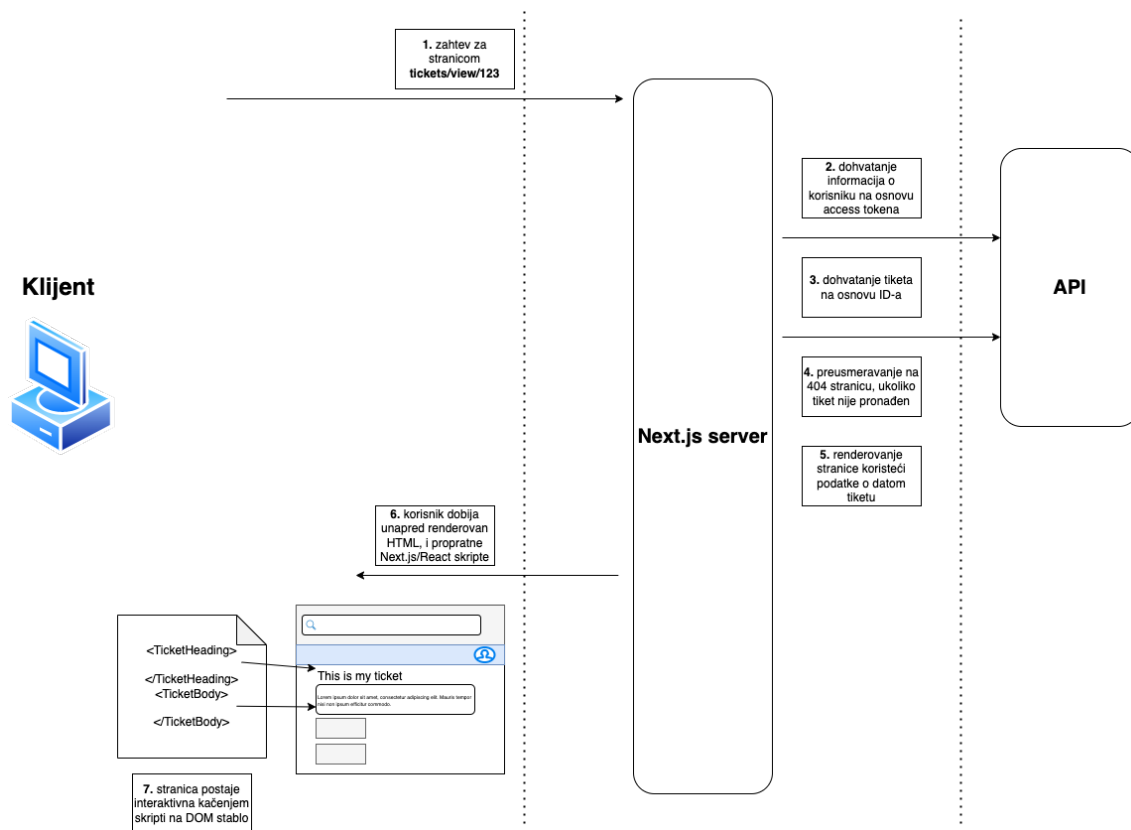 1. zahtev za
stranicom
tickets/view/123
2. dohvatanje
informacija o
korisniku na osnovu
access tokena
Klijent
3. dohvatanje tiketa
na osnovu ID-a
API
4. preusmeravanje na
404 stranicu, ukoliko
tiket nije pronađen
Next.js server
5. renderovanje
stranice koristeći
podatke o datom
tiketu
6. korisnik dobija
unapred renderovan
HTML, i propratne
Next.js/React skripte
<TicketHeading>
</TicketHeading>
<TicketBody>
</TicketBody>
This is my ticket
Lorem ipsum dolor sit amet, consectetur adipiscing elit. Mauris tempor
nisi non ipsum efficitur commodo.
7. stranica postaje
interaktivna kačenjem
skripti na DOM stablo